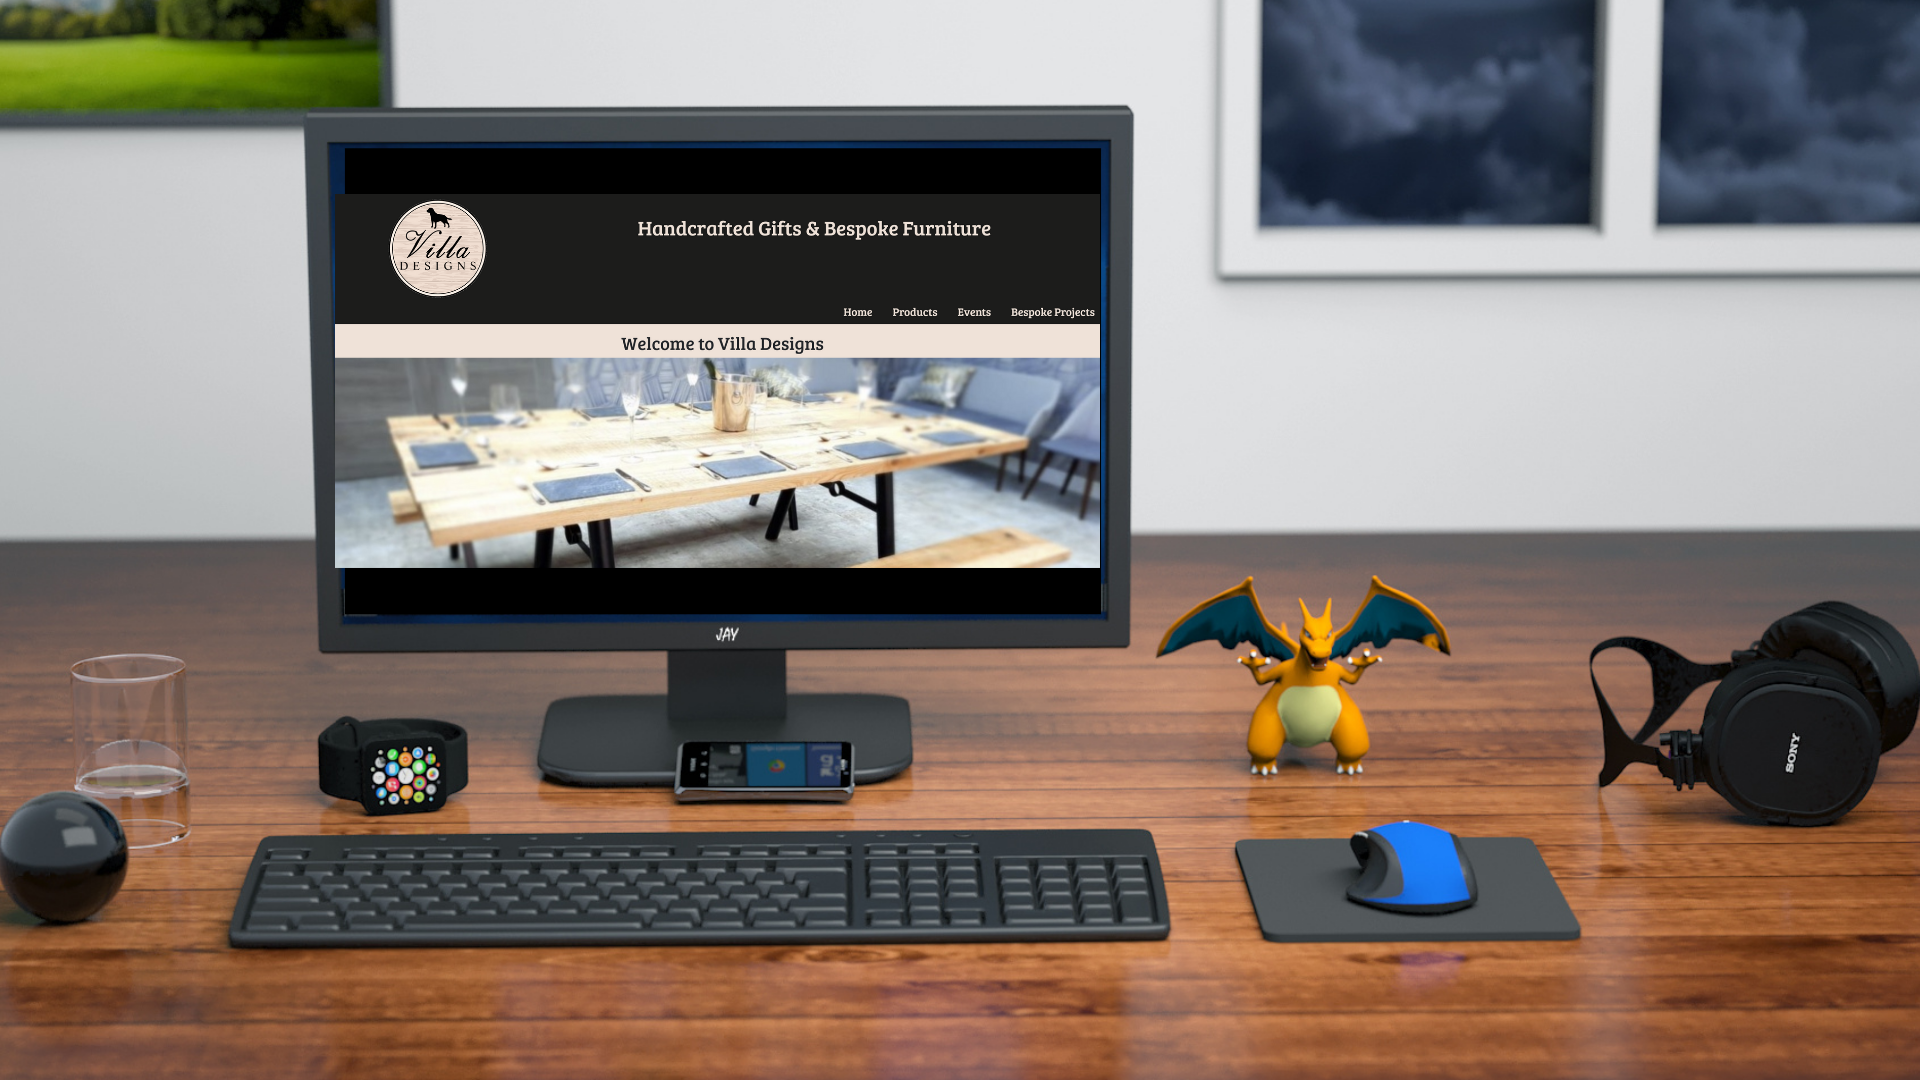 Villa
DESIGNS
Handcrafted Gifts & Bespoke Furniture
Home Products Events Bespoke Projects
Welcome to Villa Designs
JAY
SONY